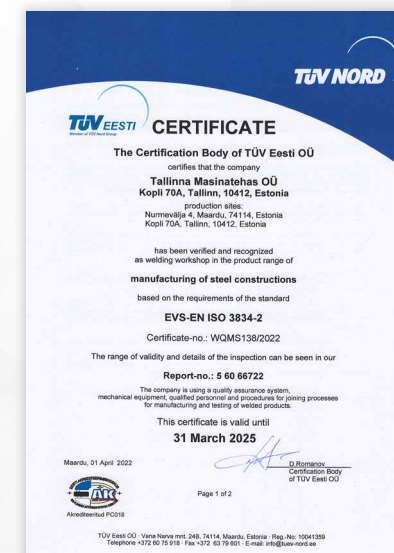 TÜV NORD
TÜV EESTI
Member of TÜV Nord Group
CERTIFICATE
The Certification Body of TÜV Eesti OÜ
certifies that the company
Tallinna Masinatehas OÜ
Kopli 70A, Tallinn, 10412, Estonia
production sites:
Nurmevälja 4, Maardu, 74114, Estonia
Kopli 70A, Tallinn, 10412, Estonia
has been verified and recognized
as welding workshop in the product range of
manufacturing of steel constructions
based on the requirements of the standard
EVS-EN ISO 3834-2
Certificate-no.: WQMS138/2022
The range of validity and details of the inspection can be seen in our
Report-no.: 5 60 66722
The company is using a quality assurance system,
mechanical equipment, qualified personnel and procedures for joining processes
for manufacturing and testing of welded products.
This certificate is valid until
31 March 2025
Maardu, 01 April 2022
D.Romanov
Certification Body
of TÜV Eesti OÜ
AK
Akrediteeritud PC018
Page 1 of 2
TÜV Eesti OÜ · Vana Narva mnt. 24B, 74114, Maardu, Estonia · Reg.-No: 10041359
Telephone +372 60 75 918 · Fax +372 63 79 601 · E-mail: info@tuev-nord.ee